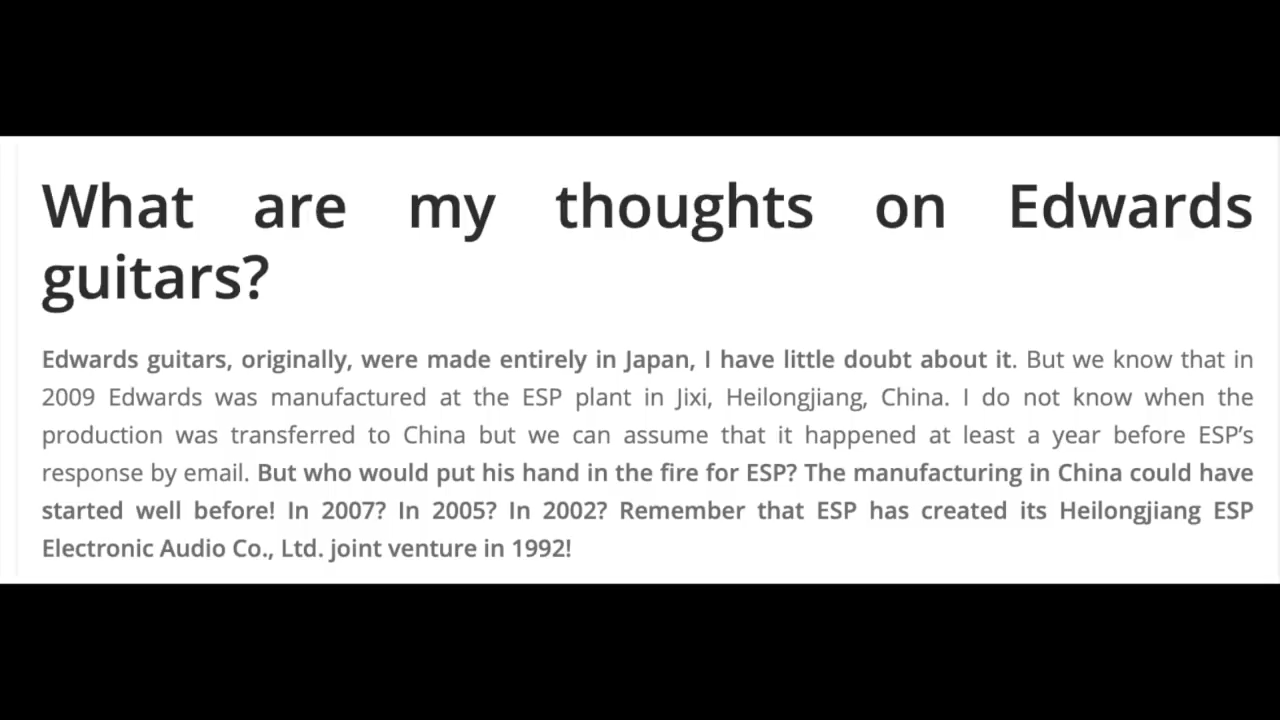 What are my thoughts on Edwards
guitars?
Edwards guitars, originally, were made entirely in Japan, I have little doubt about it. But we know that in
2009 Edwards was manufactured at the ESP plant in Jixi, Heilongjiang, China. I do not know when the
production was transferred to China but we can assume that it happened at least a year before ESP’s
response by email. But who would put his hand in the fire for ESP? The manufacturing in China could have
started well before! In 2007? In 2005? In 2002? Remember that ESP has created its Heilongjiang ESP
Electronic Audio Co., Ltd. joint venture in 1992!